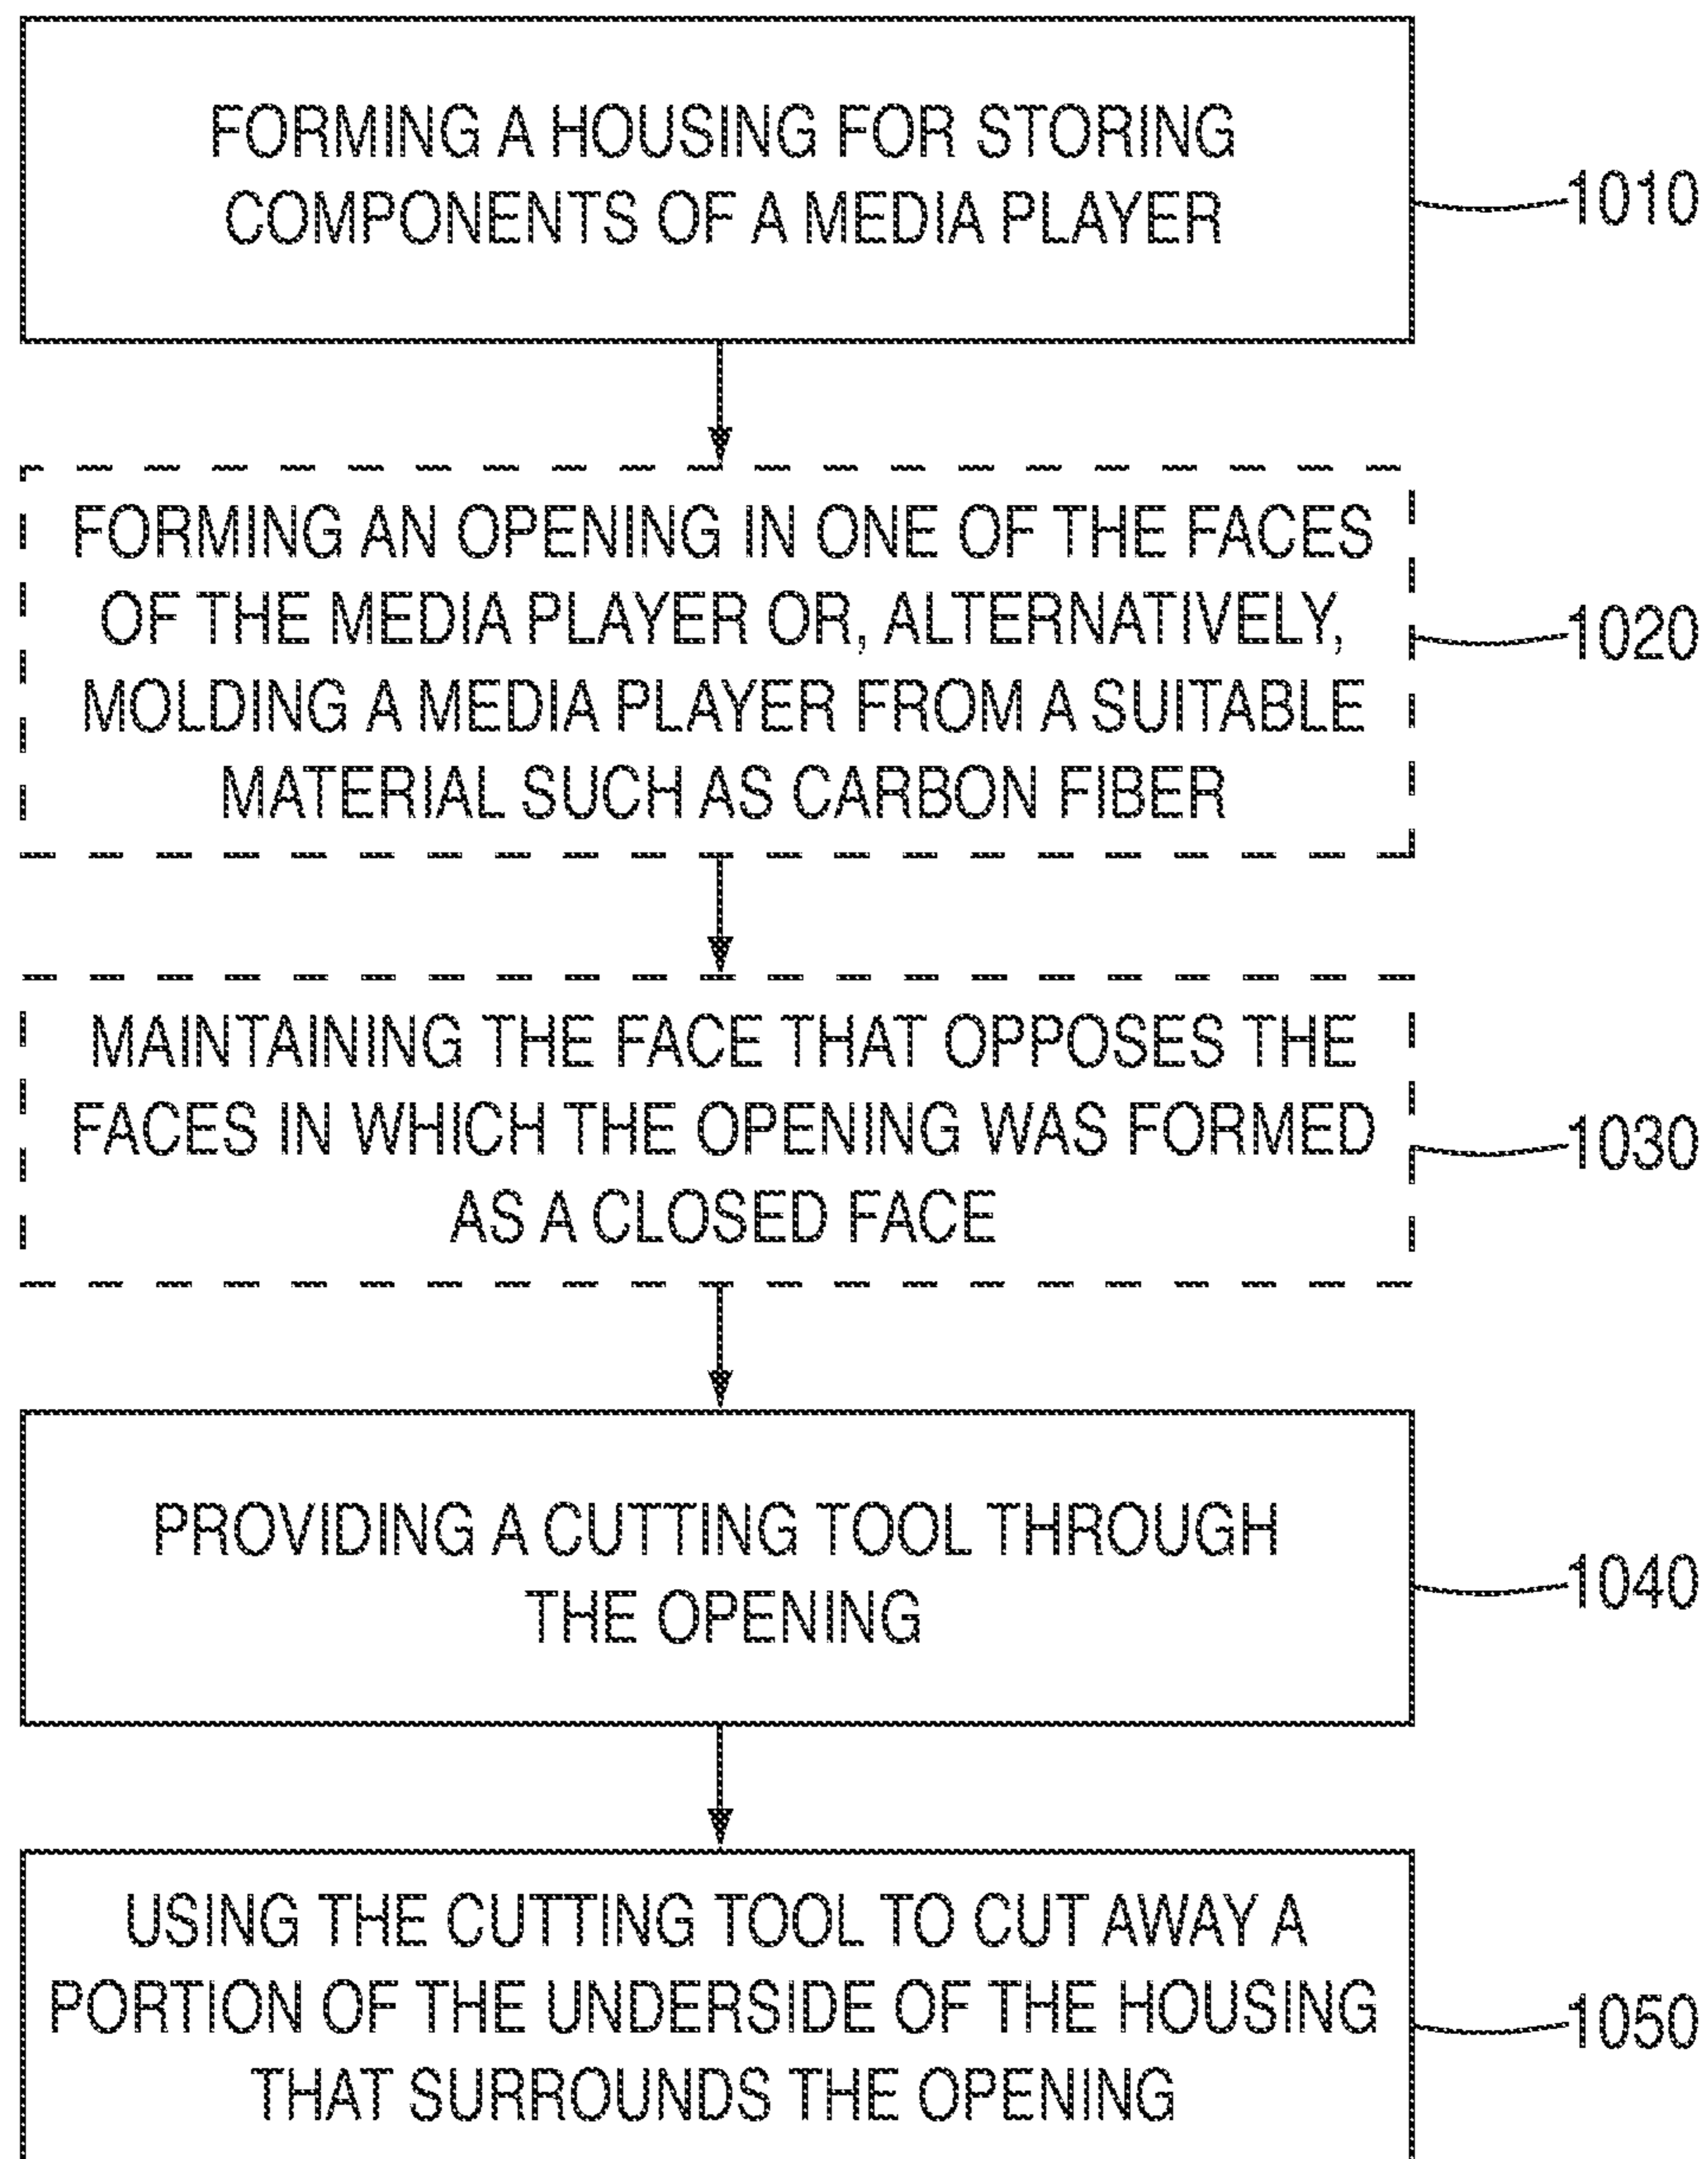 FORMING A HOUSING FOR STORING
COMPONENTS OF A MEDIA PLAYER
1010
FORMING AN OPENING IN ONE OF THE FACES
OF THE MEDIA PLAYER OR, ALTERNATIVELY,
MOLDING A MEDIA PLAYER FROM A SUITABLE
MATERIAL SUCH AS CARBON FIBER
1020
MAINTAINING THE FACE THAT OPPOSES THE
FACES IN WHICH THE OPENING WAS FORMED
AS A CLOSED FACE
1030
PROVIDING A CUTTING TOOL THROUGH
THE OPENING
1040
USING THE CUTTING TOOL TO CUT AWAY A
PORTION OF THE UNDERSIDE OF THE HOUSING
THAT SURROUNDS THE OPENING
1050